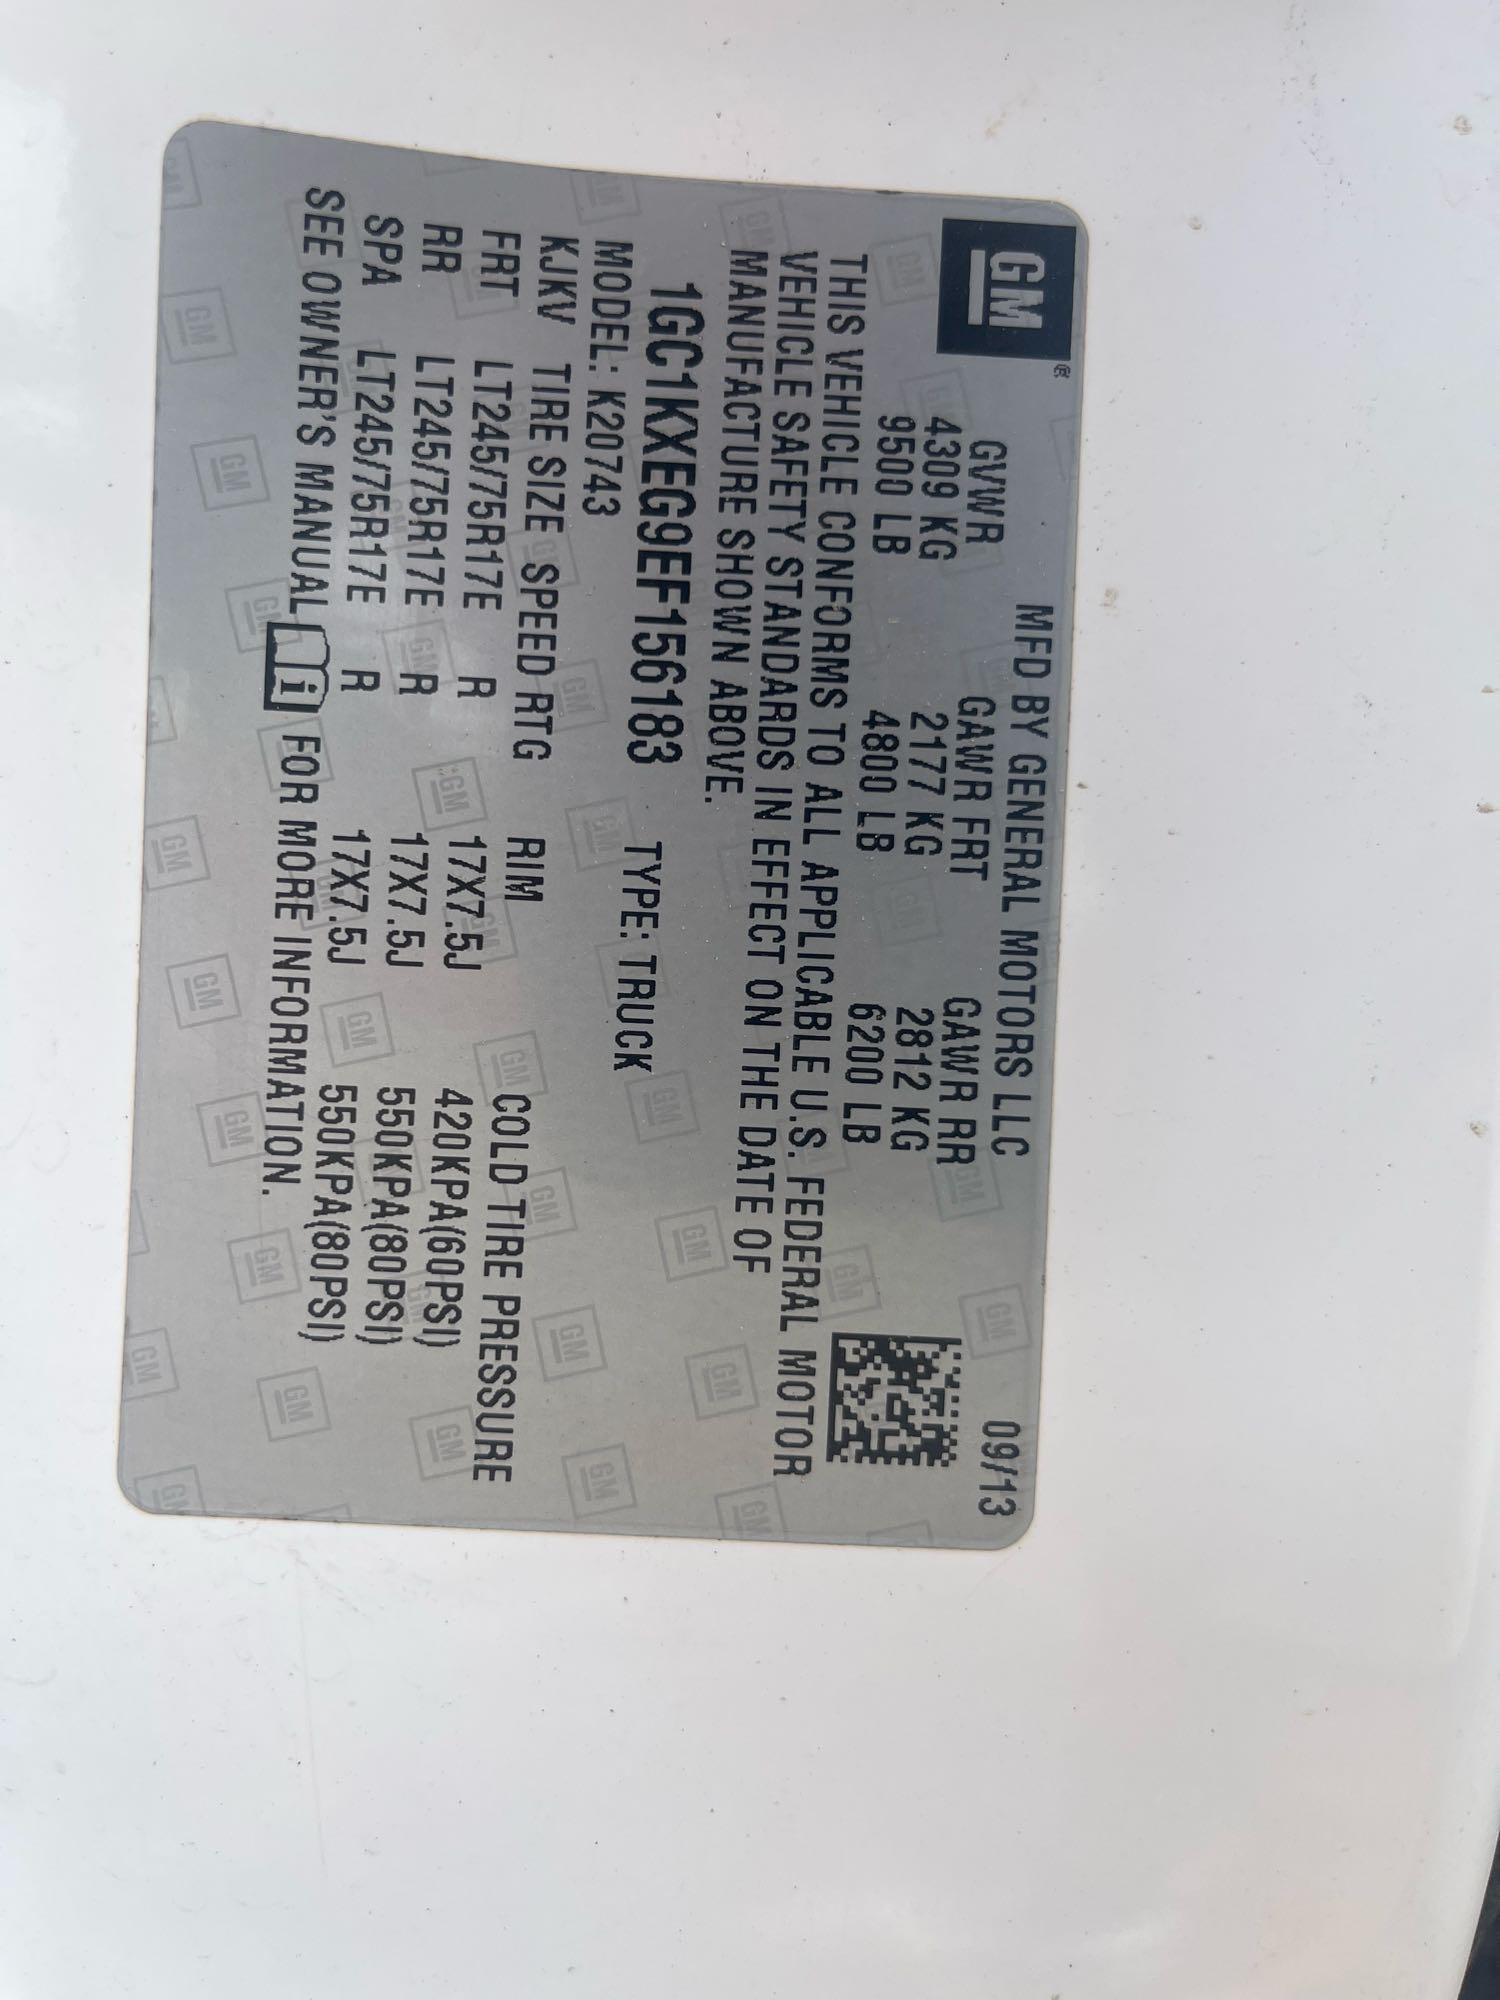 GM
MFD BY GENERAL MOTORS LLC 09/13
GVWR GAWR FRT GAWR RR
4309 KG 2177 KG 2812 KG
9500 LB 4800 LB 6200 LB
THIS VEHICLE CONFORMS TO ALL APPLICABLE U.S. FEDERAL MOTOR
VEHICLE SAFETY STANDARDS IN EFFECT ON THE DATE OF
MANUFACTURE SHOWN ABOVE.
1GC1KXEG9EF156183 TYPE: TRUCK
MODEL: K20743
KJKV TIRE SIZE SPEED RTG RIM COLD TIRE PRESSURE
FRT LT245/75R17E R 17X7.5J 420KPA(60PSI)
RR LT245/75R17E R 17X7.5J 550KPA(80PSI)
SPA LT245/75R17E R 17X7.5J 550KPA(80PSI)
SEE OWNER'S MANUAL i FOR MORE INFORMATION.